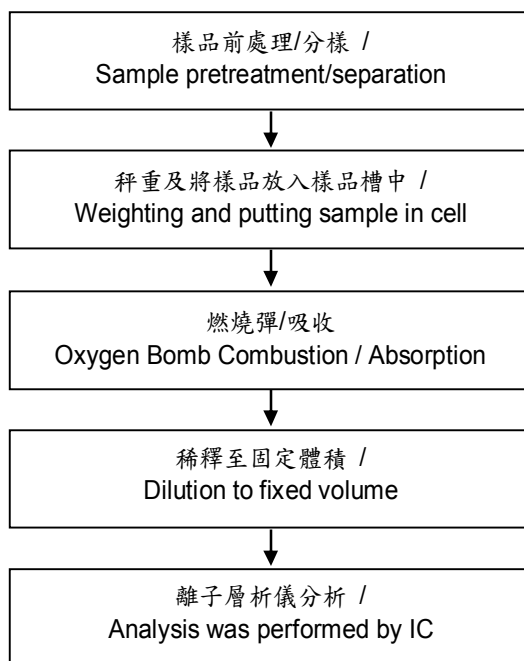 樣品前處理/分樣 /
Sample pretreatment/separation
秤重及將樣品放入樣品槽中 /
Weighting and putting sample in cell
燃燒彈/吸收
Oxygen Bomb Combustion / Absorption
稀釋至固定體積 /
Dilution to fixed volume
離子層析儀分析 /
Analysis was performed by IC